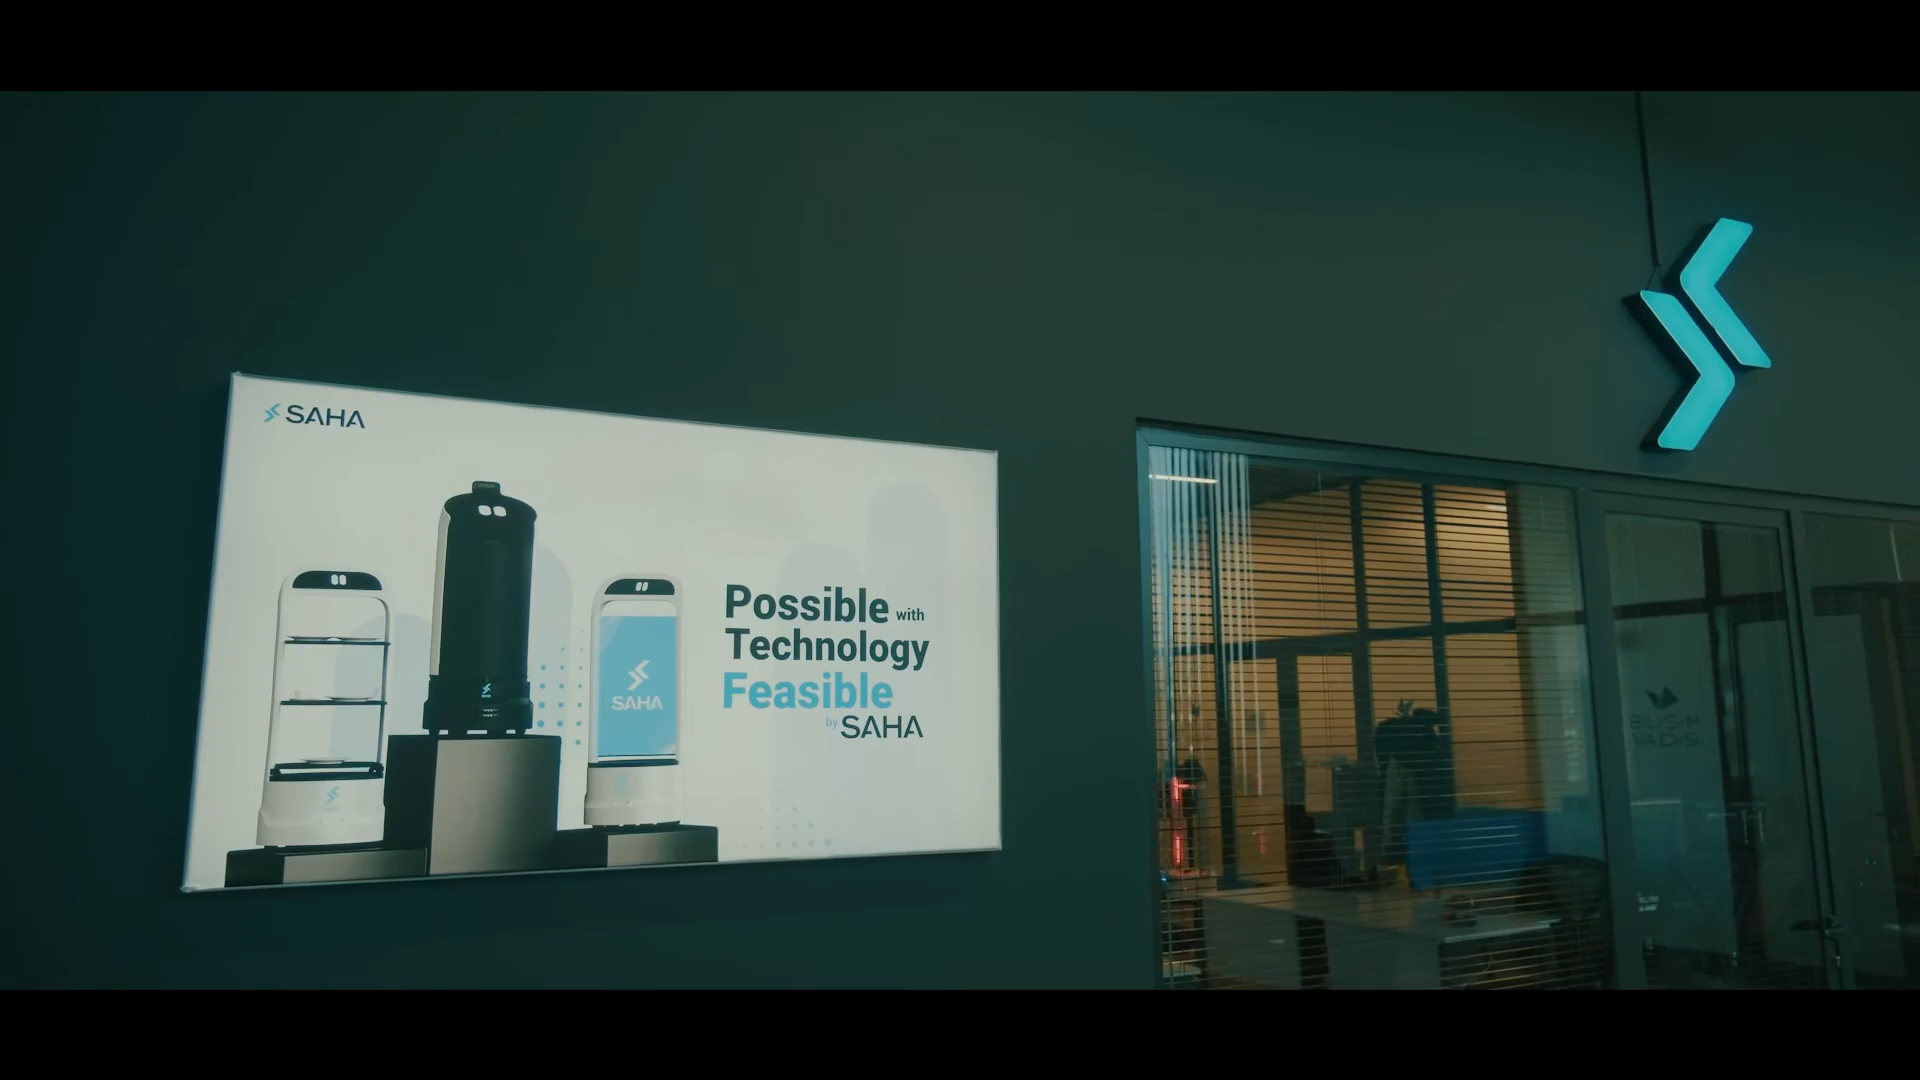 SAHA
Possible with
Technology
Feasible
by SAHA
SAHA
BİLİŞİM
VADİSİ